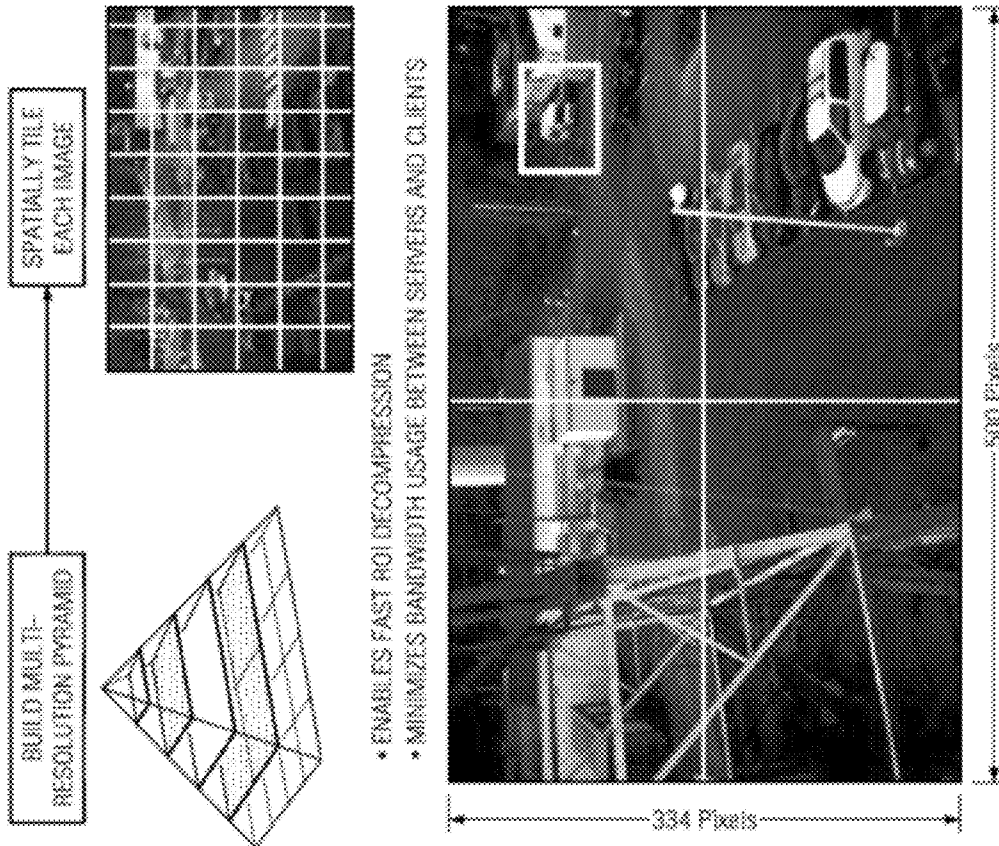 BUILD MULTI-
RESOLUTION PYRAMID
SPATIALLY TILE
EACH IMAGE
• ENABLES FAST ROI DECOMPRESSION
• MINIMIZES BANDWIDTH USAGE BETWEEN SERVERS AND CLIENTS
334 Pixels
500 Pixels